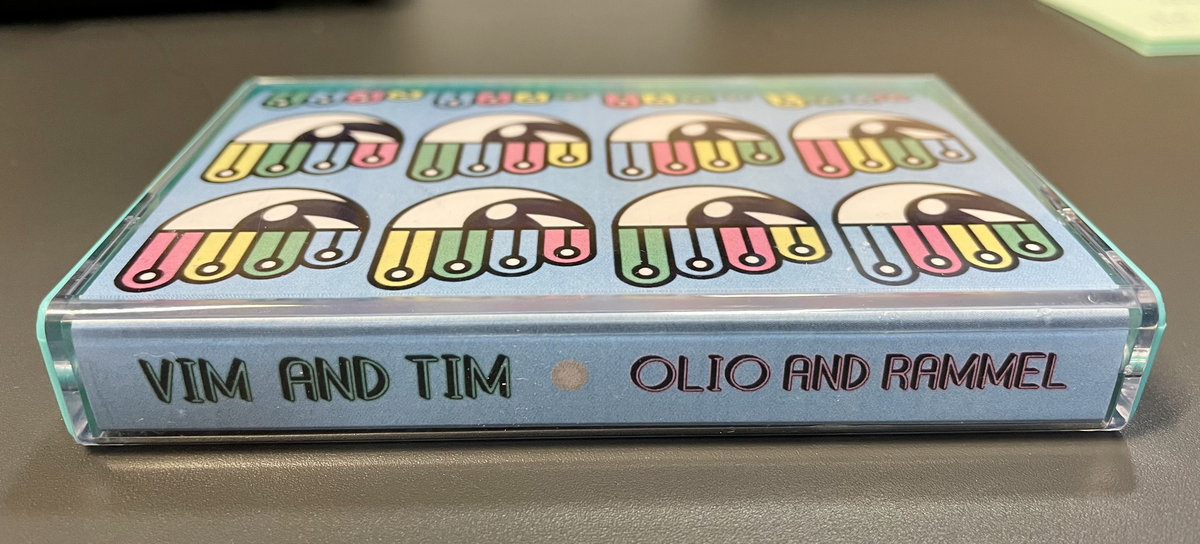 VIM AND TIM OLIO AND RAMMEL